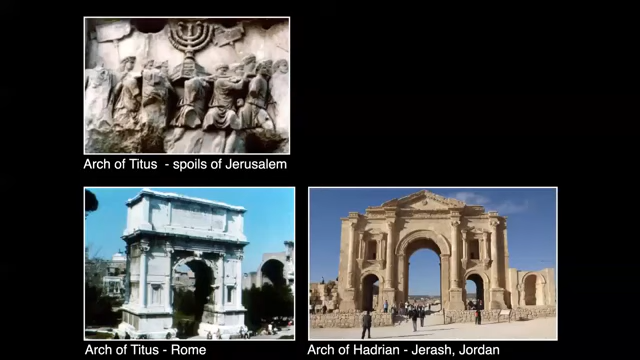 Arch of Titus - spoils of Jerusalem
Arch of Titus - Rome
Arch of Hadrian - Jerash, Jordan